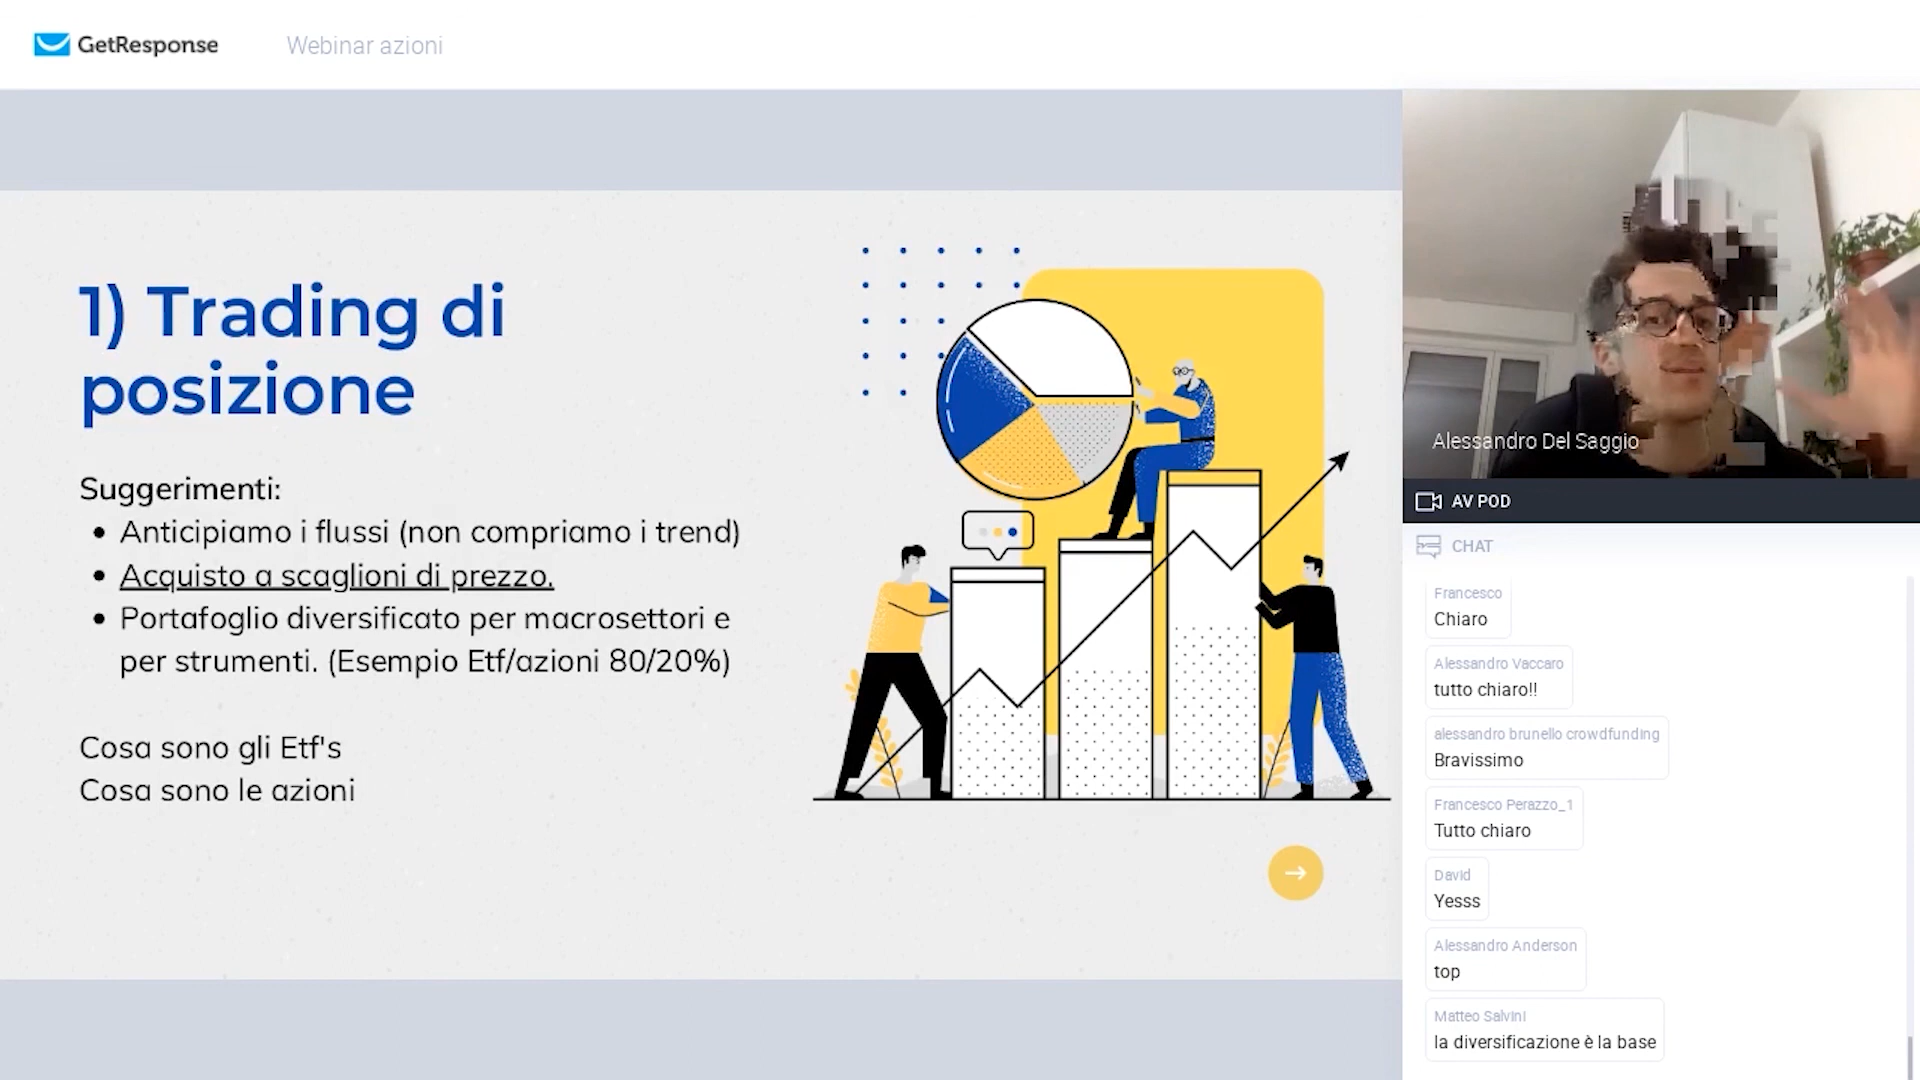 GetResponse
Webinar azioni
1) Trading di
posizione
Suggerimenti:
• Anticipiamo i flussi (non compriamo i trend)
• Acquisto a scaglioni di prezzo.
• Portafoglio diversificato per macrosettori e
per strumenti. (Esempio Etf/azioni 80/20%)
Cosa sono gli Etf's
Cosa sono le azioni
Alessandro Del Saggio
AV POD
CHAT
Francesco
Chiaro
Alessandro Vaccaro
tutto chiaro!!
alessandro brunello crowdfunding
Bravissimo
Francesco Perazzo_1
Tutto chiaro
David
Yesss
Alessandro Anderson
top
Matteo Salvini
la diversificazione è la base